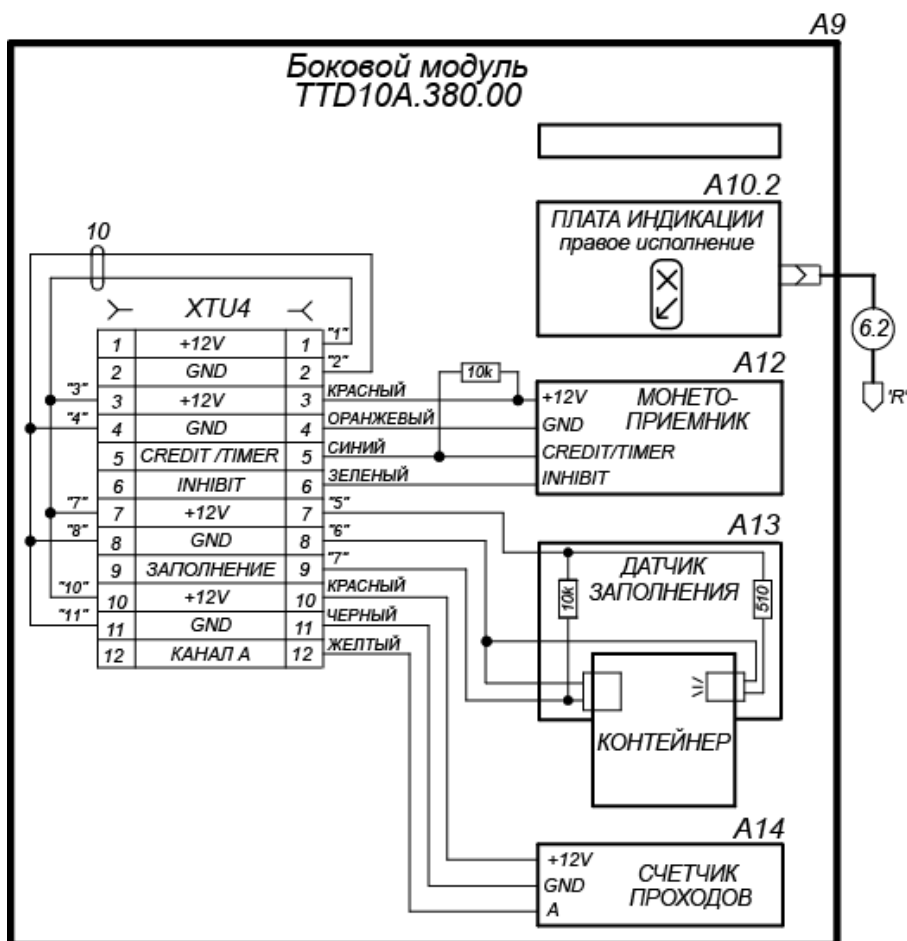 A9
Боковой модуль
TTD10A.380.00
A10.2
ПЛАТА ИНДИКАЦИИ
правое исполнение
6.2
'R'
10
XTU4
1 +12V 1 "1"
2 GND 2 "2"
"3" 3 +12V 3 КРАСНЫЙ
"4" 4 GND 4 ОРАНЖЕВЫЙ
5 CREDIT /TIMER 5 СИНИЙ
6 INHIBIT 6 ЗЕЛЕНЫЙ
"7" 7 +12V 7 "5"
"8" 8 GND 8 "6"
9 ЗАПОЛНЕНИЕ 9 "7"
"10" 10 +12V 10 КРАСНЫЙ
"11" 11 GND 11 ЧЕРНЫЙ
12 КАНАЛ А 12 ЖЕЛТЫЙ
10k
A12
+12V
GND
CREDIT/TIMER
INHIBIT
МОНЕТО-
ПРИЕМНИК
A13
ДАТЧИК
ЗАПОЛНЕНИЯ
10k
510
КОНТЕЙНЕР
A14
+12V
GND
A
СЧЕТЧИК
ПРОХОДОВ